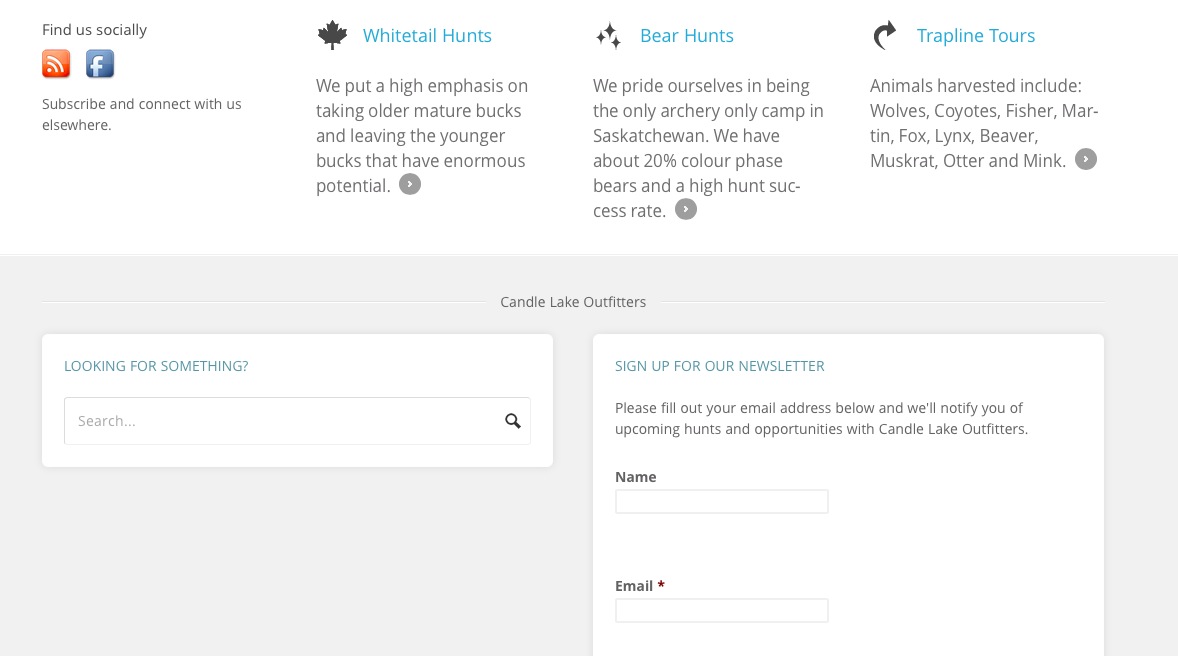 Find us socially
Subscribe and connect with us
elsewhere.
Whitetail Hunts
We put a high emphasis on
taking older mature bucks
and leaving the younger
bucks that have enormous
potential.
Bear Hunts
We pride ourselves in being
the only archery only camp in
Saskatchewan. We have
about 20% colour phase
bears and a high hunt suc-
cess rate.
Trapline Tours
Animals harvested include:
Wolves, Coyotes, Fisher, Mar-
tin, Fox, Lynx, Beaver,
Muskrat, Otter and Mink.
Candle Lake Outfitters
LOOKING FOR SOMETHING?
Search...
SIGN UP FOR OUR NEWSLETTER
Please fill out your email address below and we'll notify you of
upcoming hunts and opportunities with Candle Lake Outfitters.
Name
Email *